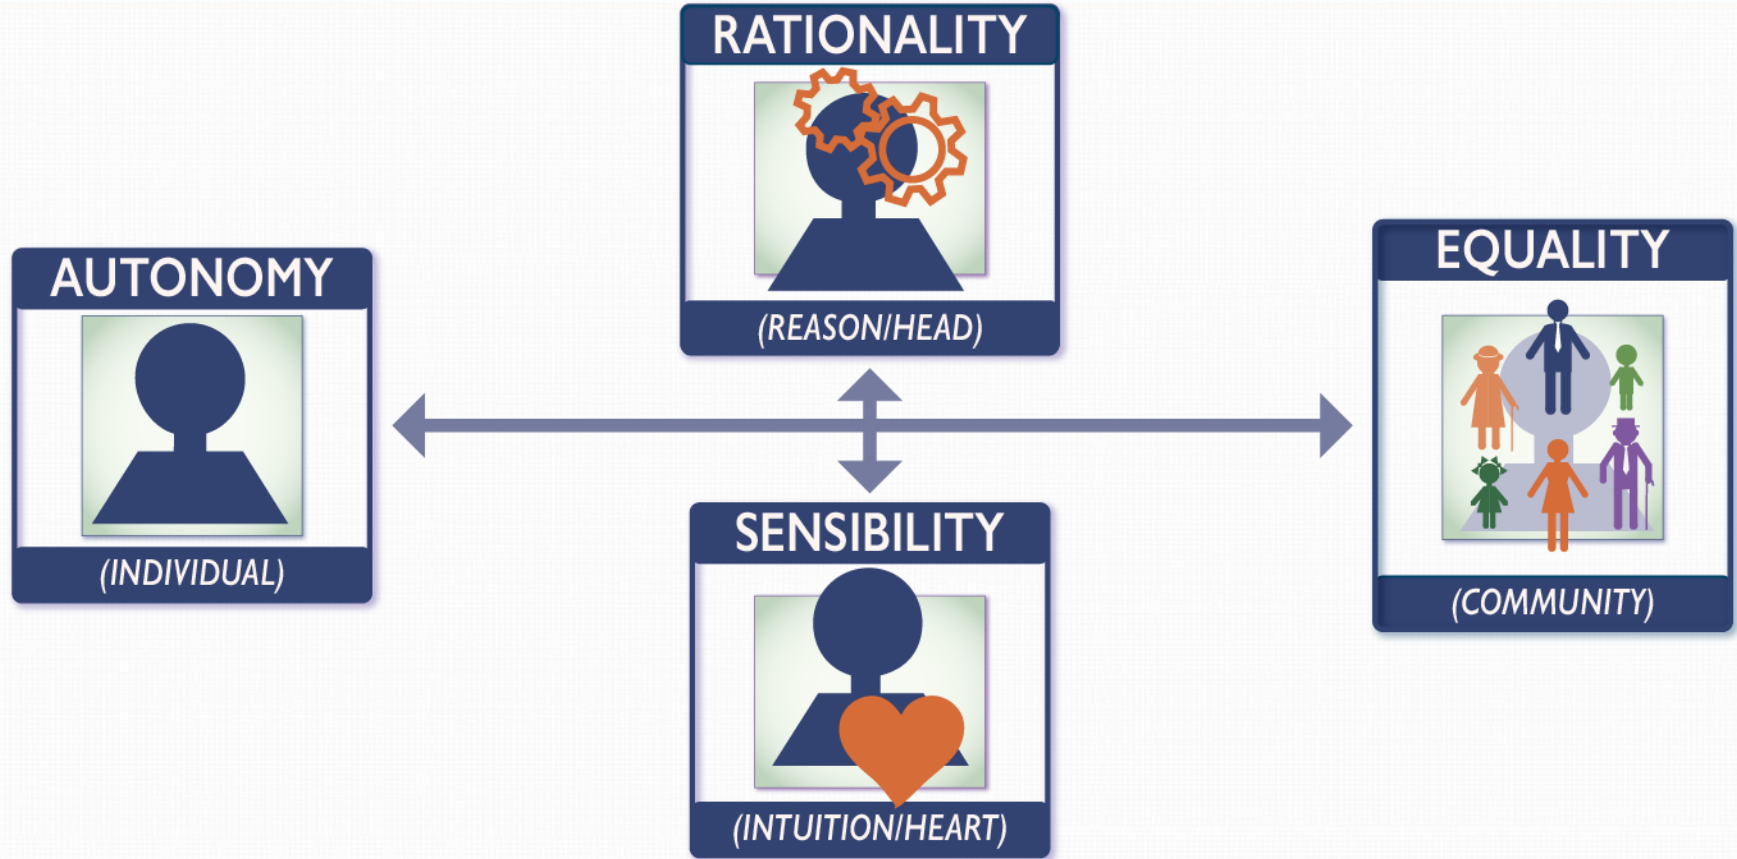 RATIONALITY
(REASON/HEAD)
AUTONOMY
(INDIVIDUAL)
EQUALITY
(COMMUNITY)
SENSIBILITY
(INTUITION/HEART)